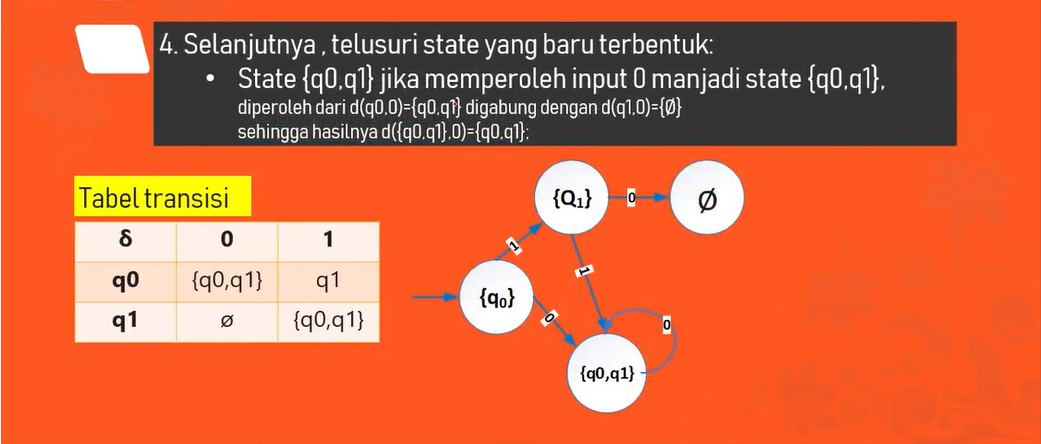 4. Selanjutnya , telusuri state yang baru terbentuk:
• State {q0,q1} jika memperoleh input 0 manjadi state {q0,q1},
diperoleh dari d(q0,0)={q0,q1} digabung dengan d(q1,0)={Ø}
sehingga hasilnya d({q0,q1},0)={q0,q1};
Tabel transisi
δ 0 1
q0 {q0,q1} q1
q1 ø {q0,q1}
{Q₁} 0 Ø
1
1
{q₀}
0
0
{q0,q1}